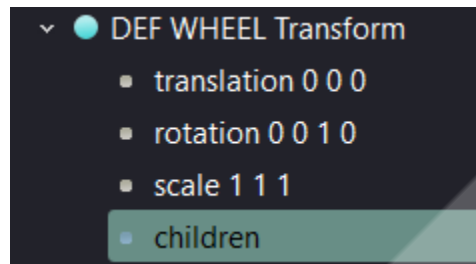 DEF WHEEL Transform
translation 0 0 0
rotation 0 0 1 0
scale 1 1 1
children